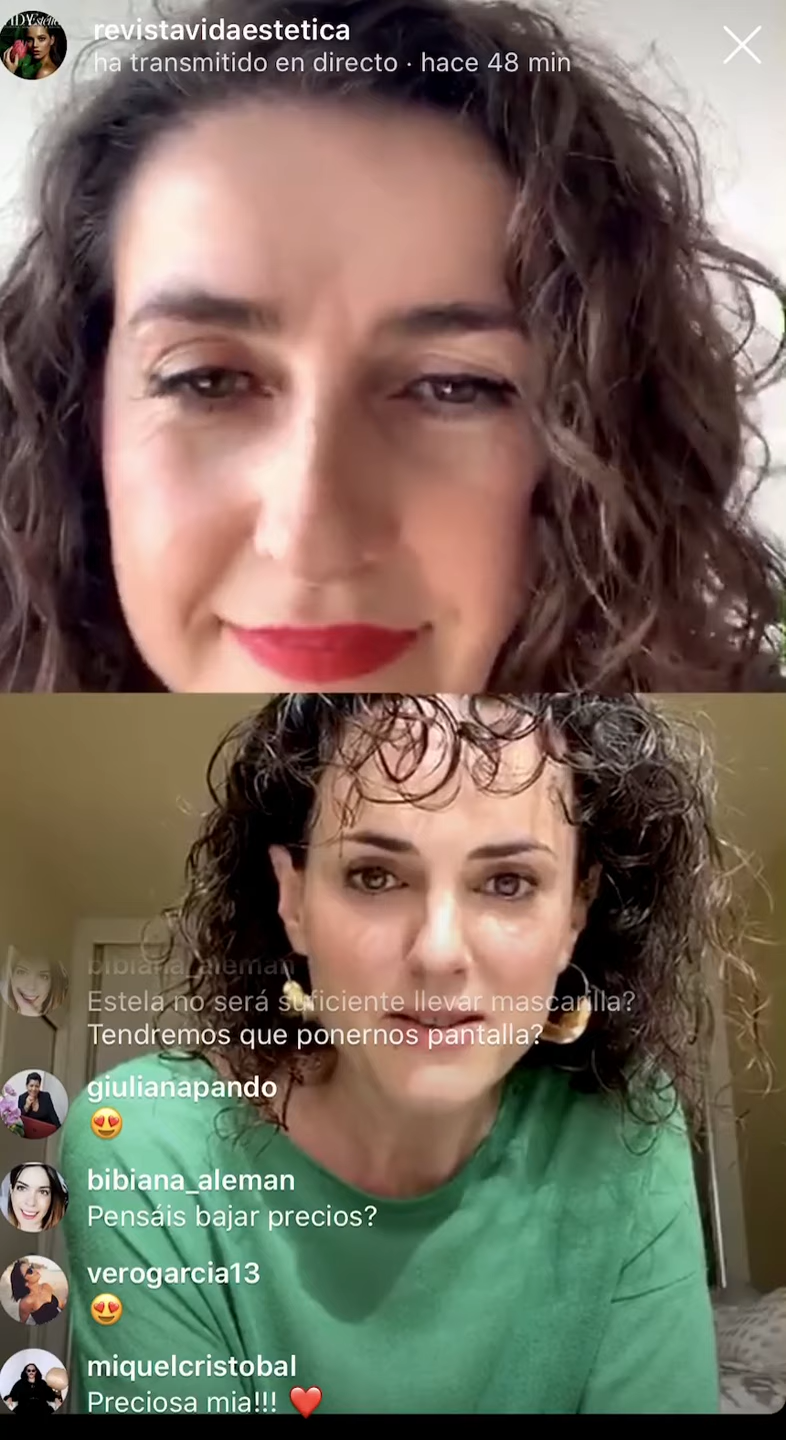 revistavidaestetica
ha transmitido en directo · hace 48 min
bibiana_aleman
Estela no será suficiente llevar mascarilla?
Tendremos que ponernos pantalla?
giulianapando
😍
bibiana_aleman
Pensáis bajar precios?
verogarcia13
😍
miquelcristobal
Preciosa mia!!! ❤️